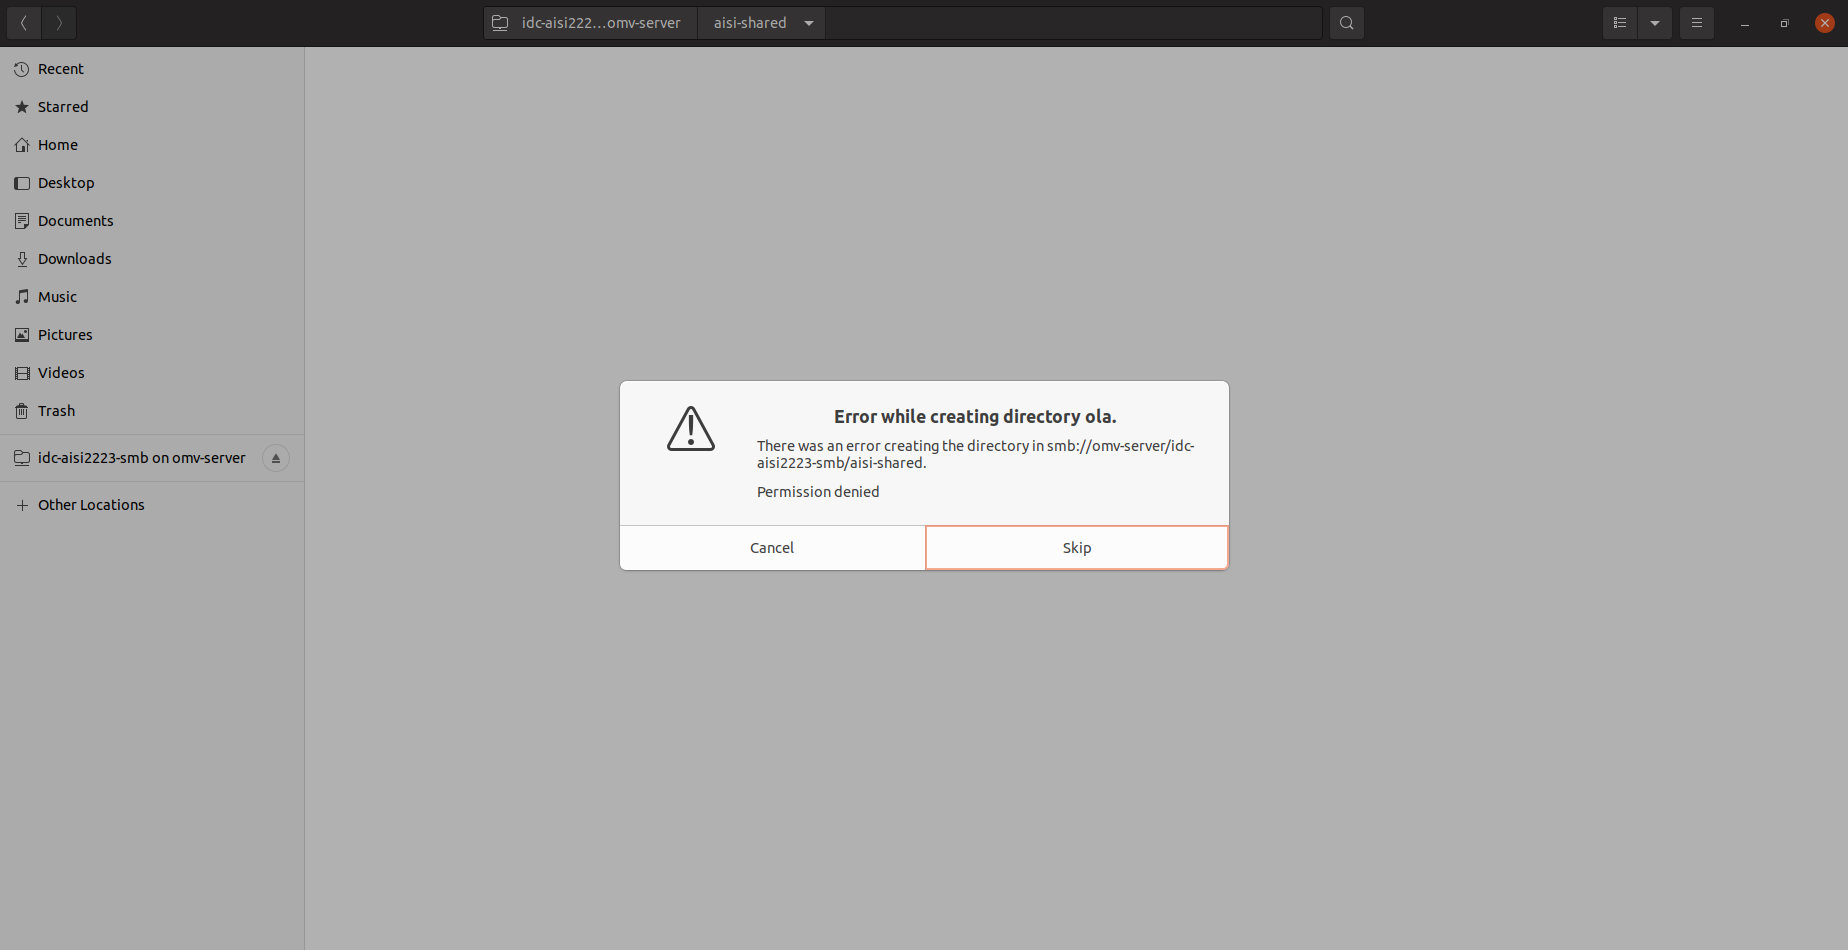 idc-aisi222…omv-server
aisi-shared
Recent
Starred
Home
Desktop
Documents
Downloads
Music
Pictures
Videos
Trash
idc-aisi2223-smb on omv-server
Other Locations
Error while creating directory ola.
There was an error creating the directory in smb://omv-server/idc-
aisi2223-smb/aisi-shared.
Permission denied
Cancel
Skip